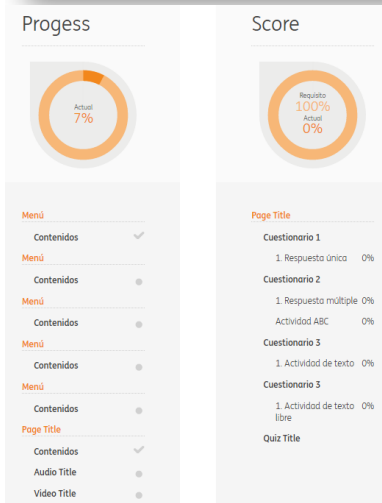 Progess
Actual
7%
Menú
Contenidos
Menú
Contenidos
Menú
Contenidos
Menú
Contenidos
Menú
Contenidos
Page Title
Contenidos
Audio Title
Video Title
Score
Requisito
100%
Actual
0%
Page Title
Cuestionario 1
1. Respuesta única 0%
Cuestionario 2
1. Respuesta múltiple 0%
Actividad ABC 0%
Cuestionario 3
1. Actividad de texto 0%
Cuestionario 3
1. Actividad de texto 0%
libre
Quiz Title